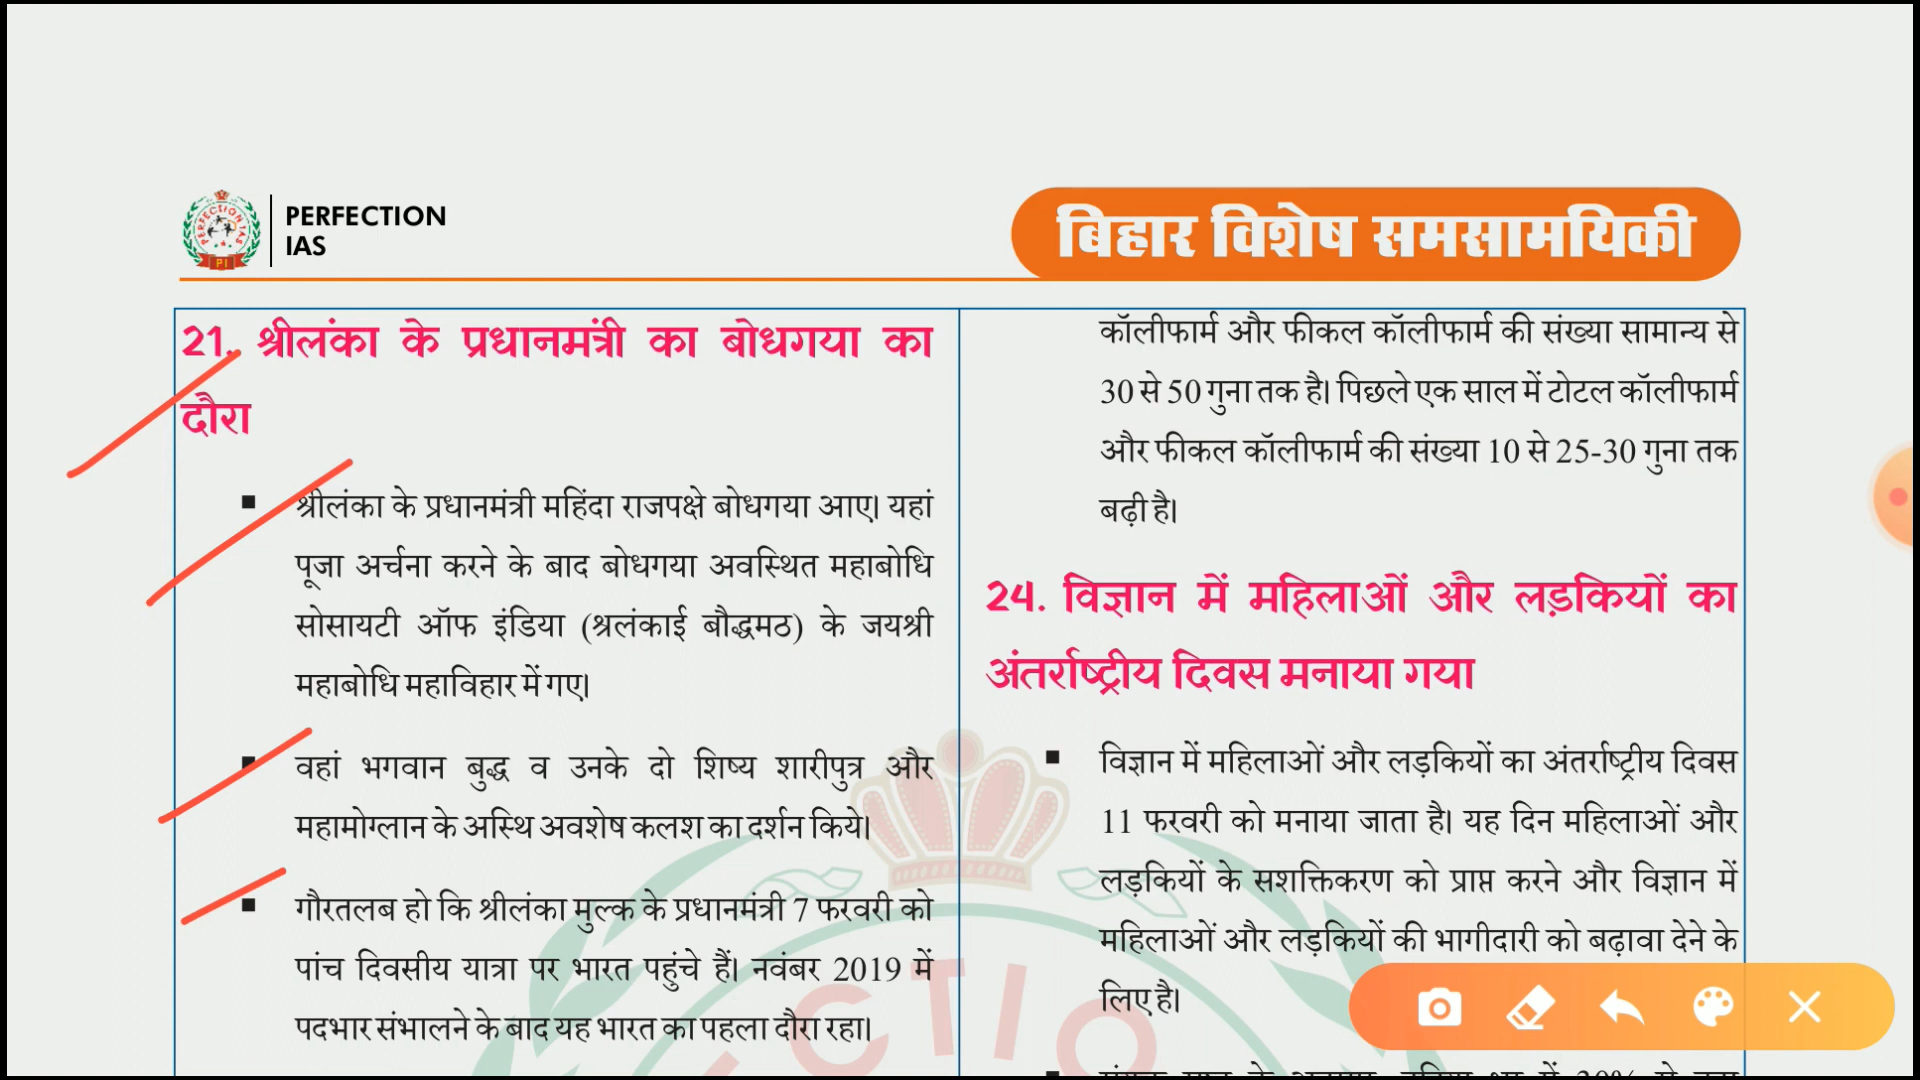 PERFECTION
IAS
बिहार विशेष समसामयिकी
21. श्रीलंका के प्रधानमंत्री का बोधगया का
दौरा
▪ श्रीलंका के प्रधानमंत्री महिंदा राजपक्षे बोधगया आए। यहां
पूजा अर्चना करने के बाद बोधगया अवस्थित महाबोधि
सोसायटी ऑफ इंडिया (श्रलंकाई बौद्धमठ) के जयश्री
महाबोधि महाविहार में गए।
▪ वहां भगवान बुद्ध व उनके दो शिष्य शारीपुत्र और
महामोग्लान के अस्थि अवशेष कलश का दर्शन किये।
▪ गौरतलब हो कि श्रीलंका मुल्क के प्रधानमंत्री 7 फरवरी को
पांच दिवसीय यात्रा पर भारत पहुंचे हैं। नवंबर 2019 में
पदभार संभालने के बाद यह भारत का पहला दौरा रहा।
कॉलीफार्म और फीकल कॉलीफार्म की संख्या सामान्य से
30 से 50 गुना तक है। पिछले एक साल में टोटल कॉलीफार्म
और फीकल कॉलीफार्म की संख्या 10 से 25-30 गुना तक
बढ़ी है।
24. विज्ञान में महिलाओं और लड़कियों का
अंतर्राष्ट्रीय दिवस मनाया गया
▪ विज्ञान में महिलाओं और लड़कियों का अंतर्राष्ट्रीय दिवस
11 फरवरी को मनाया जाता है। यह दिन महिलाओं और
लड़कियों के सशक्तिकरण को प्राप्त करने और विज्ञान में
महिलाओं और लड़कियों की भागीदारी को बढ़ावा देने के
लिए है।